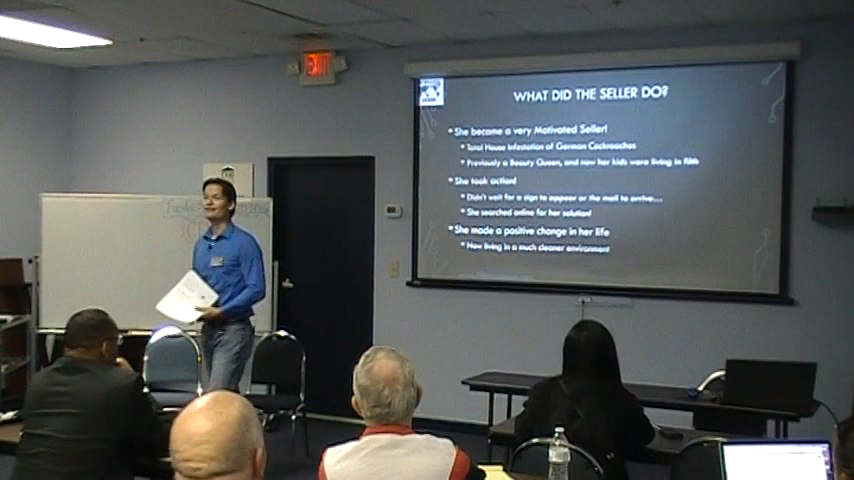 EXIT
WHAT DID THE SELLER DO?
She became a very Motivated Seller!
Total House Infestation of German Cockroaches
Previously a Beauty Queen, and now her kids were living in filth
She took action!
Didn't wait for a sign to appear or the mail to arrive...
She searched online for her solution!
She made a positive change in her life
Now living in a much cleaner environment